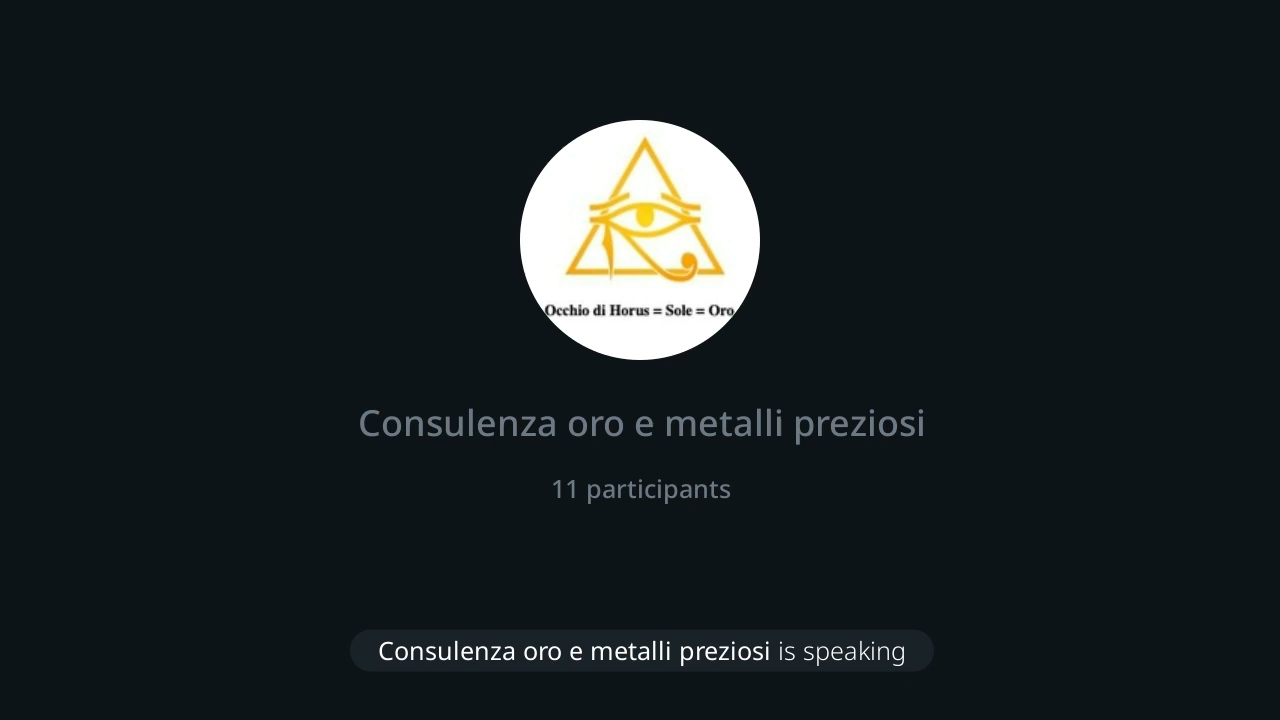 Occhio di Horus = Sole = Oro
Consulenza oro e metalli preziosi
11 participants
Consulenza oro e metalli preziosi is speaking